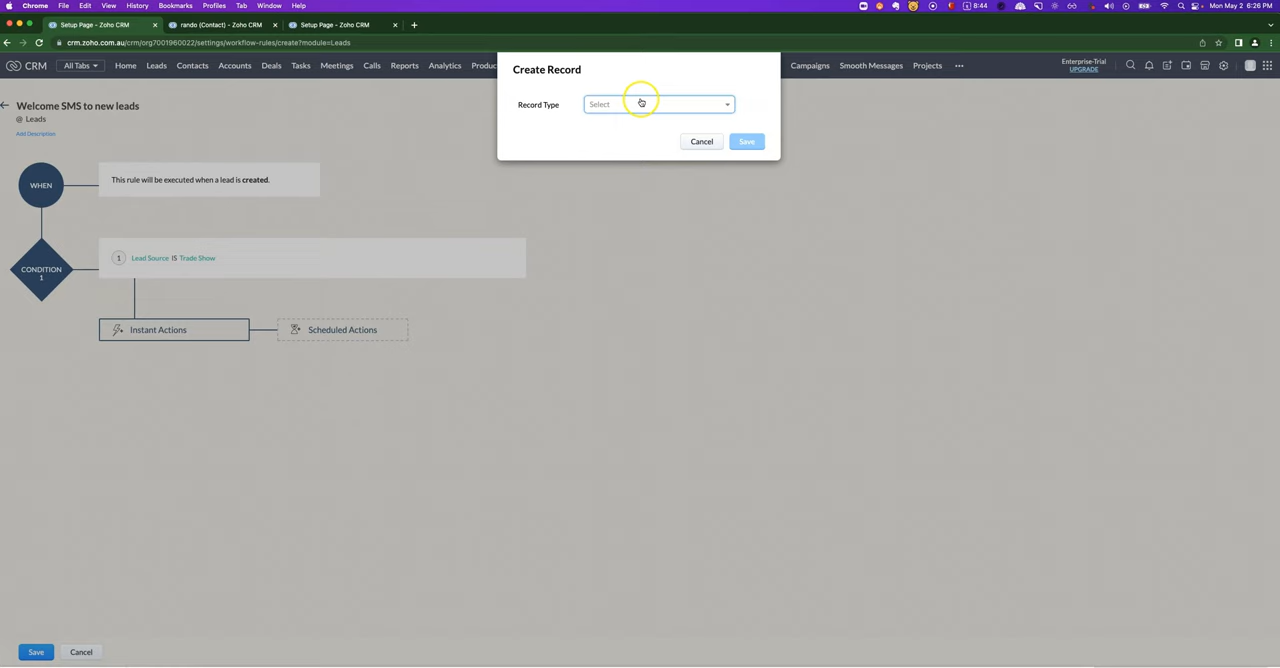 Chrome File Edit View History Bookmarks Profiles Tab Window Help 8:44 Mon May 2 6:26 PM
Setup Page - Zoho CRM rando (Contact) - Zoho CRM Setup Page - Zoho CRM
crm.zoho.com.au/crm/org7001960022/settings/workflow-rules/create?module=Leads
CRM All Tabs Home Leads Contacts Accounts Deals Tasks Meetings Calls Reports Analytics Produc Campaigns Smooth Messages Projects Enterprise-Trial
UPGRADE
Create Record
Record Type Select
Cancel Save
Welcome SMS to new leads
@ Leads
Add Description
WHEN This rule will be executed when a lead is created.
CONDITION
1
1 Lead Source IS Trade Show
Instant Actions Scheduled Actions
Save Cancel